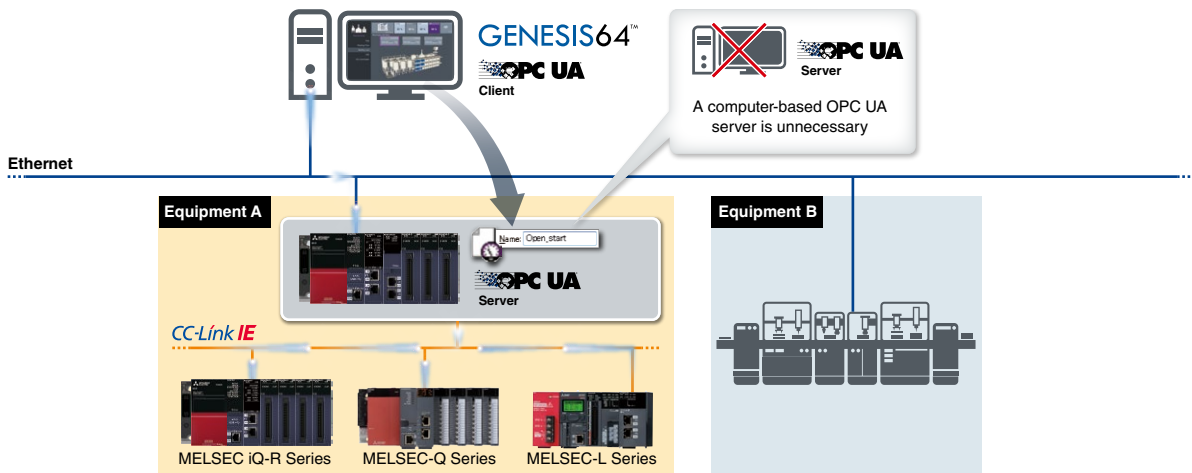 GENESIS64™
OPC UA
Client
OPC UA
Server
A computer-based OPC UA
server is unnecessary
Ethernet
Equipment A
Equipment B
Name: Open_start
OPC UA
Server
CC-Link IE
MELSEC iQ-R Series
MELSEC-Q Series
MELSEC-L Series